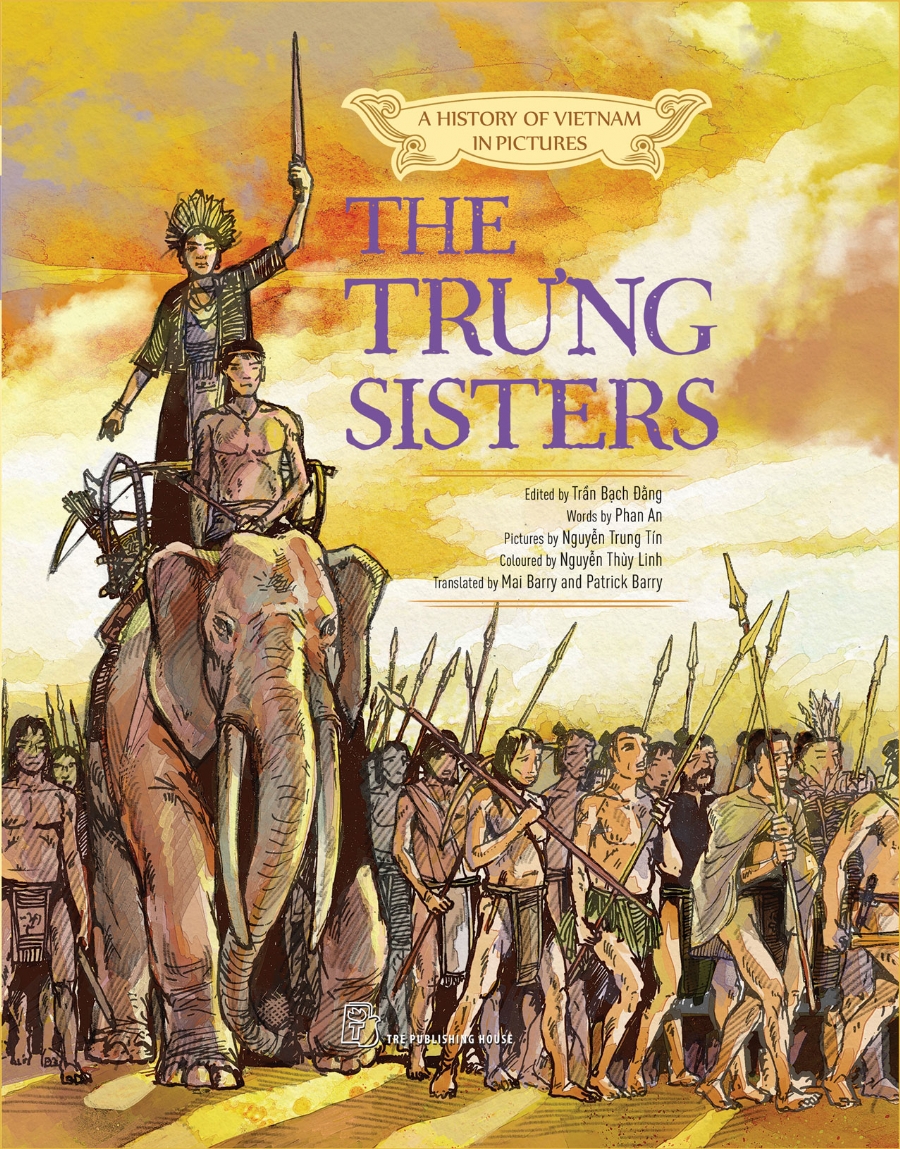 A HISTORY OF VIETNAM
IN PICTURES
THE
TRƯNG
SISTERS
Edited by Trần Bạch Đằng
Words by Phan An
Pictures by Nguyễn Trung Tín
Coloured by Nguyễn Thùy Linh
Translated by Mai Barry and Patrick Barry
TRE PUBLISHING HOUSE